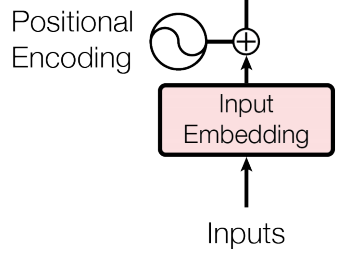 Positional
Encoding
Input
Embedding
Inputs